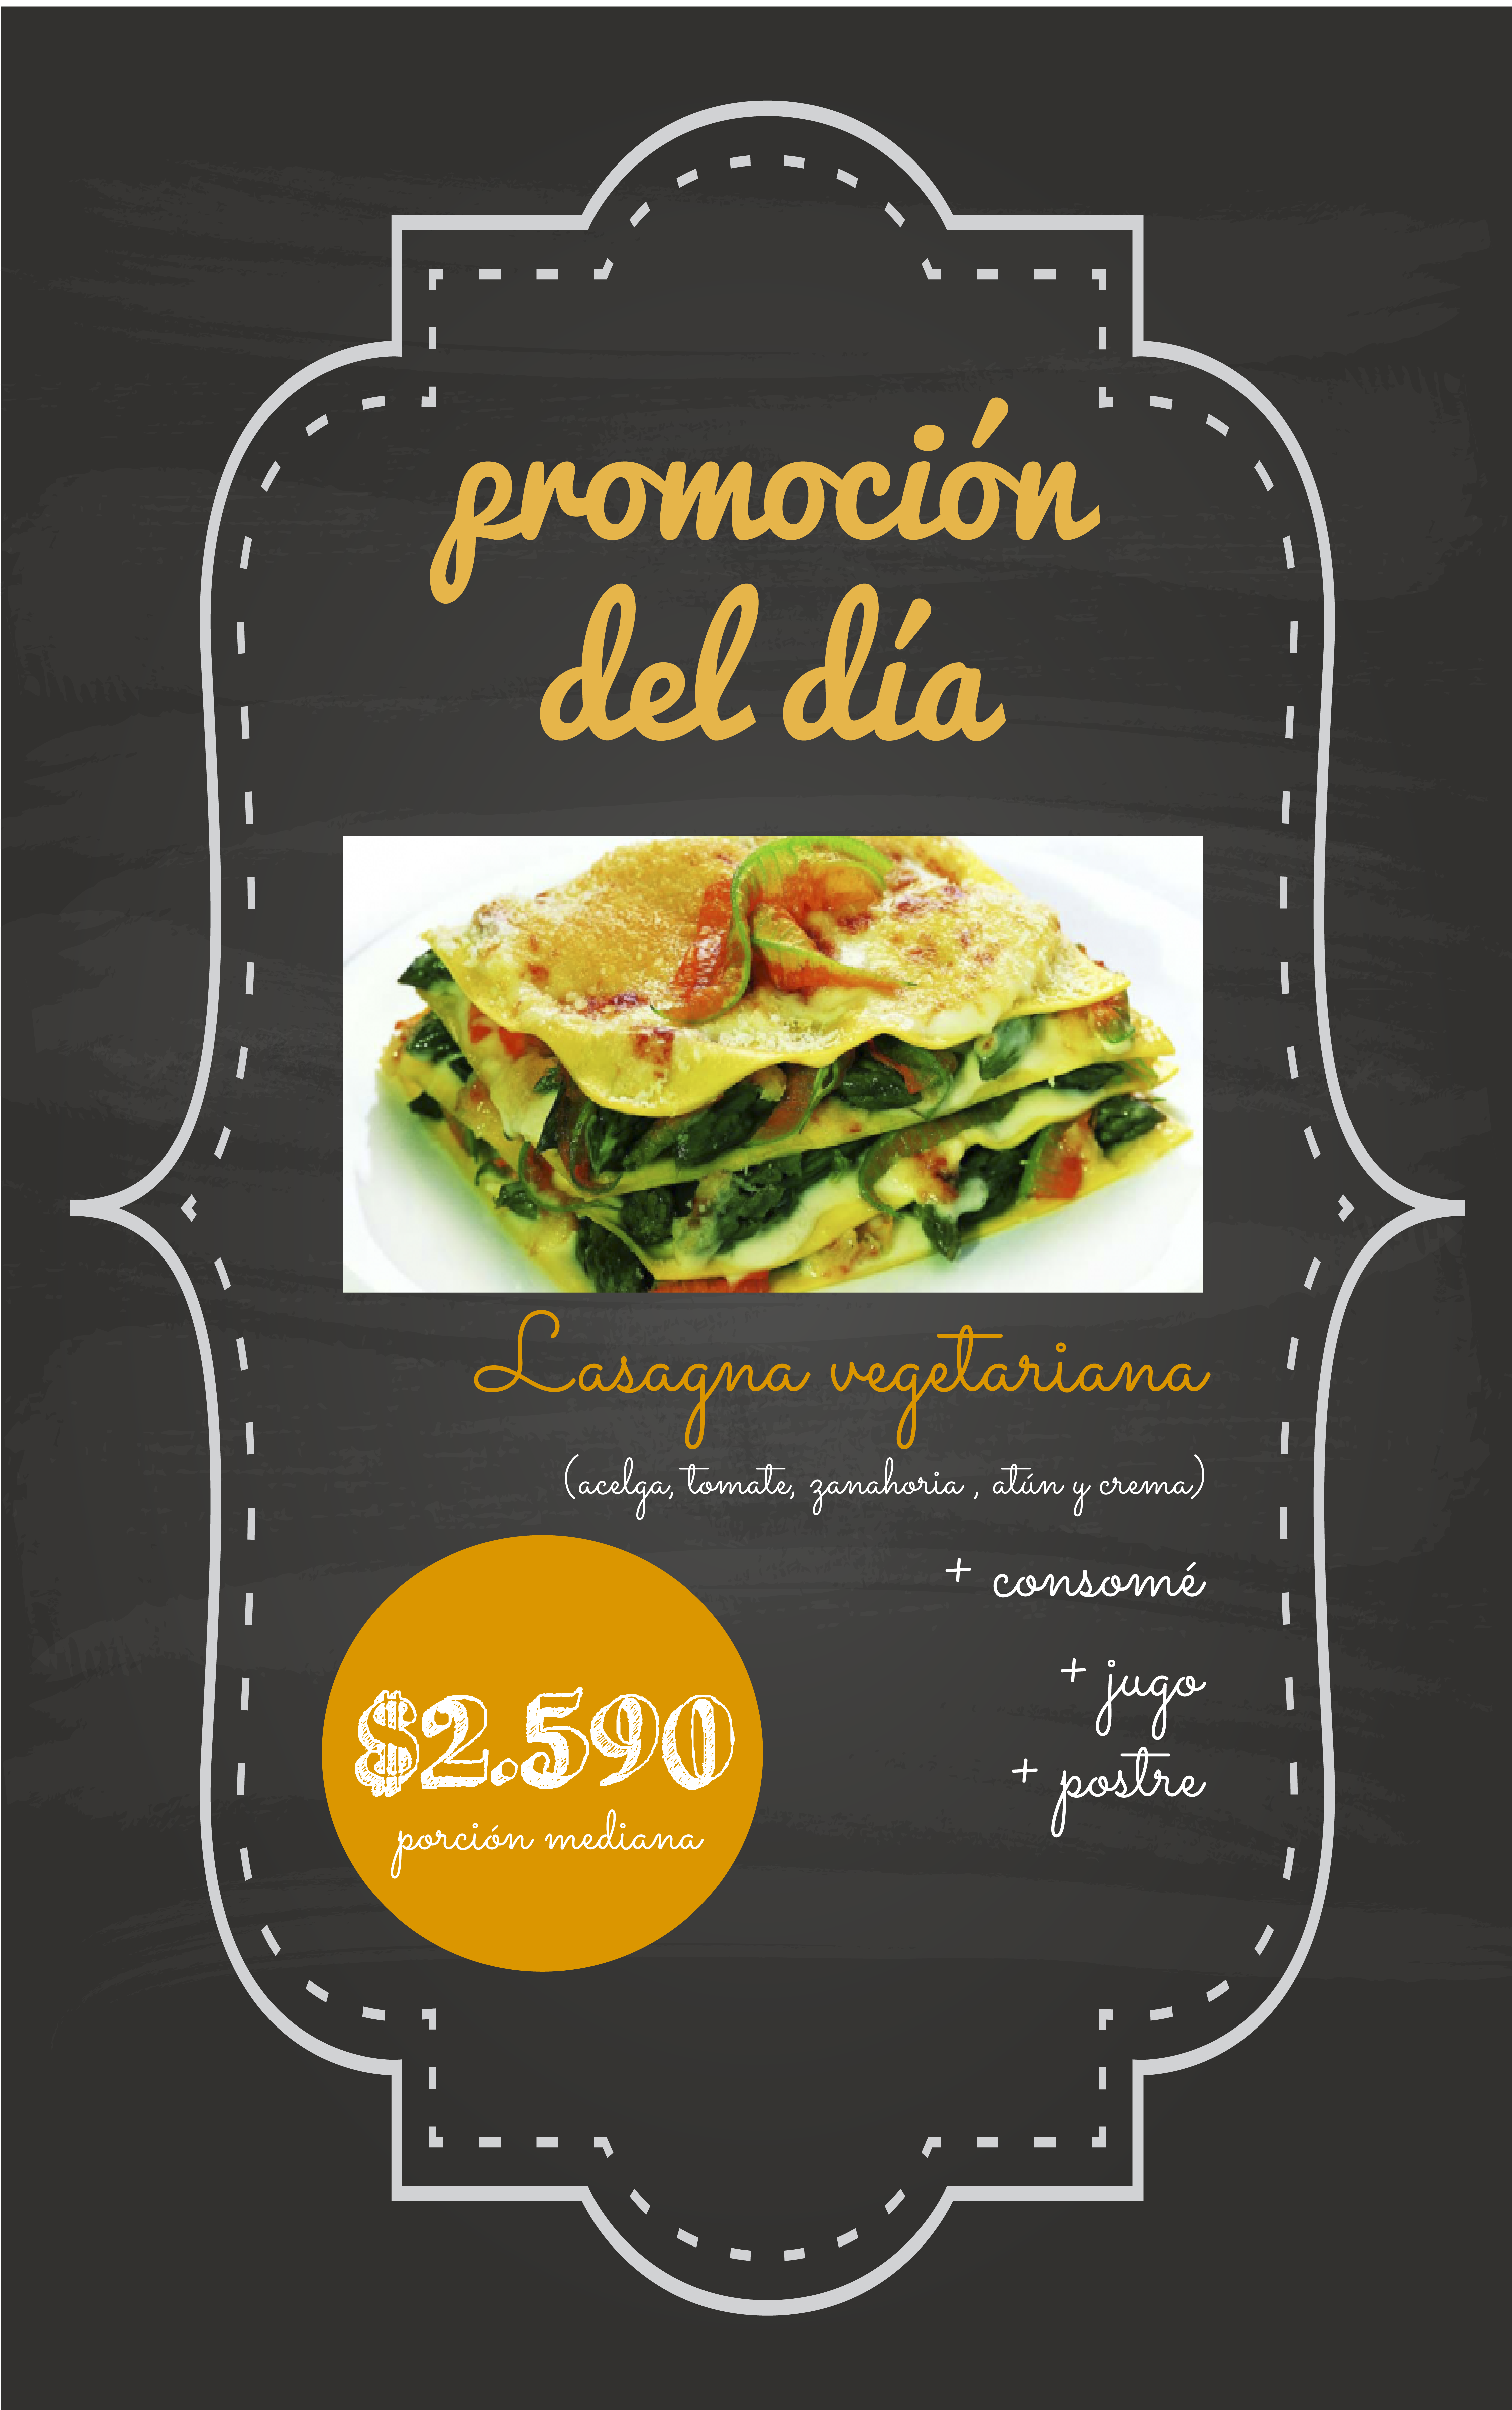 promoción
del día
Lasagna vegetariana
(acelga, tomate, zanahoria , atún y crema)
+ consomé
+ jugo
+ postre
$2.590
porción mediana